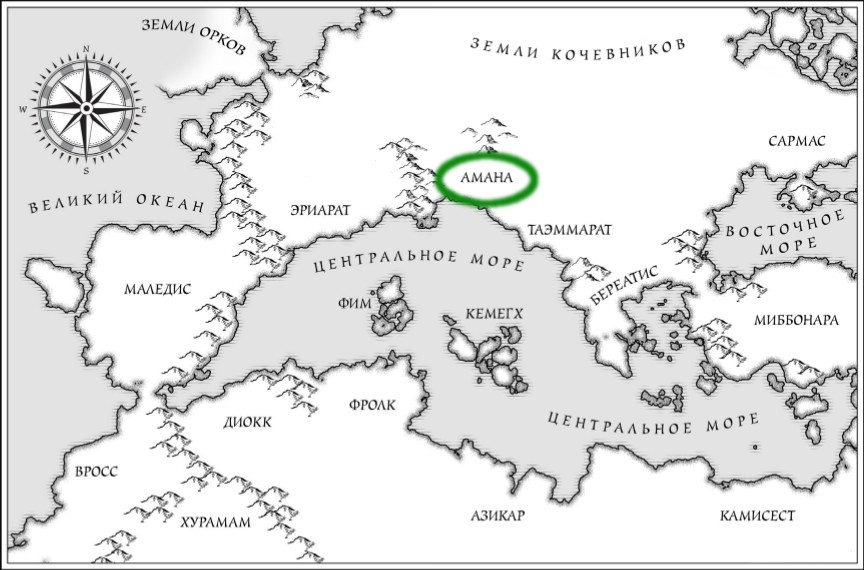 ЗЕМЛИ ОРКОВ
ЗЕМЛИ КОЧЕВНИКОВ
N
W
E
S
САРМАС
АМАНА
ВЕЛИКИЙ ОКЕАН
ЭРИАРАТ
ТАЭММАРАТ
ВОСТОЧНОЕ
МОРЕ
ЦЕНТРАЛЬНОЕ МОРЕ
МАЛЕДИС
БЕРЕАТИС
ФИМ
КЕМЕГХ
МИББОНАРА
ФРОЛК
ДИОКК
ЦЕНТРАЛЬНОЕ МОРЕ
ВРОСС
ХУРАМАМ
АЗИКАР
КАМИСЕСТ